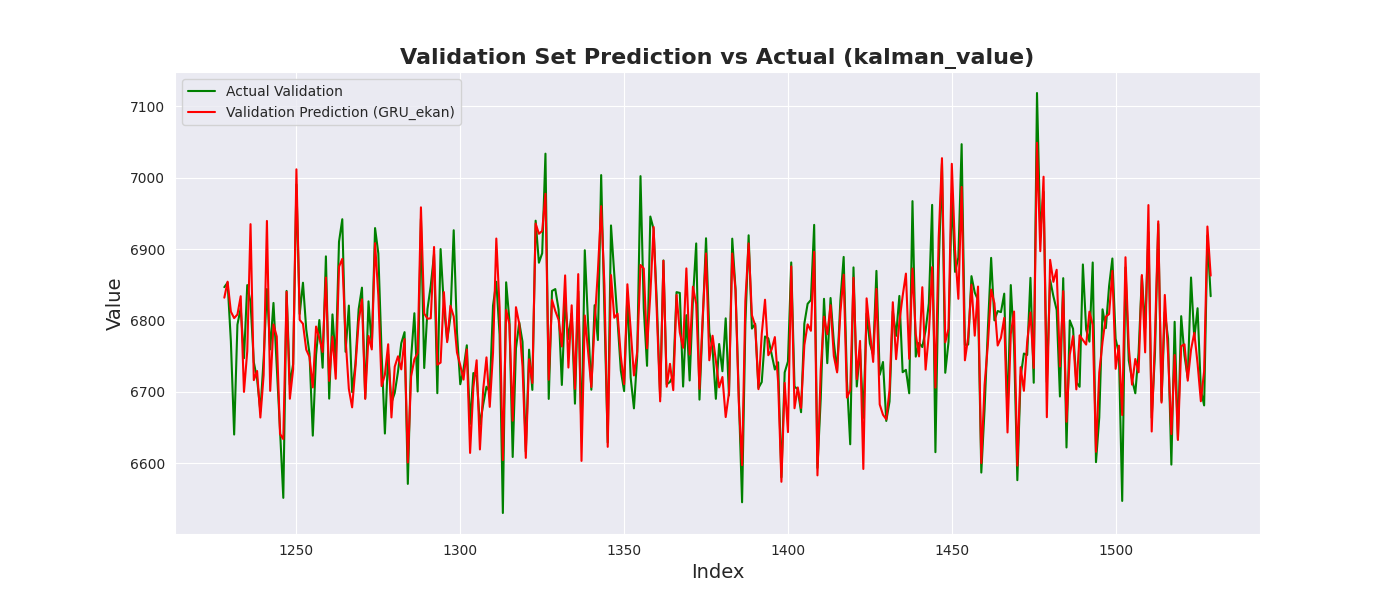 Validation Set Prediction vs Actual (kalman_value)
Actual Validation
Validation Prediction (GRU_ekan)
7100
7000
6900
6800
6700
6600
Value
1250 1300 1350 1400 1450 1500
Index